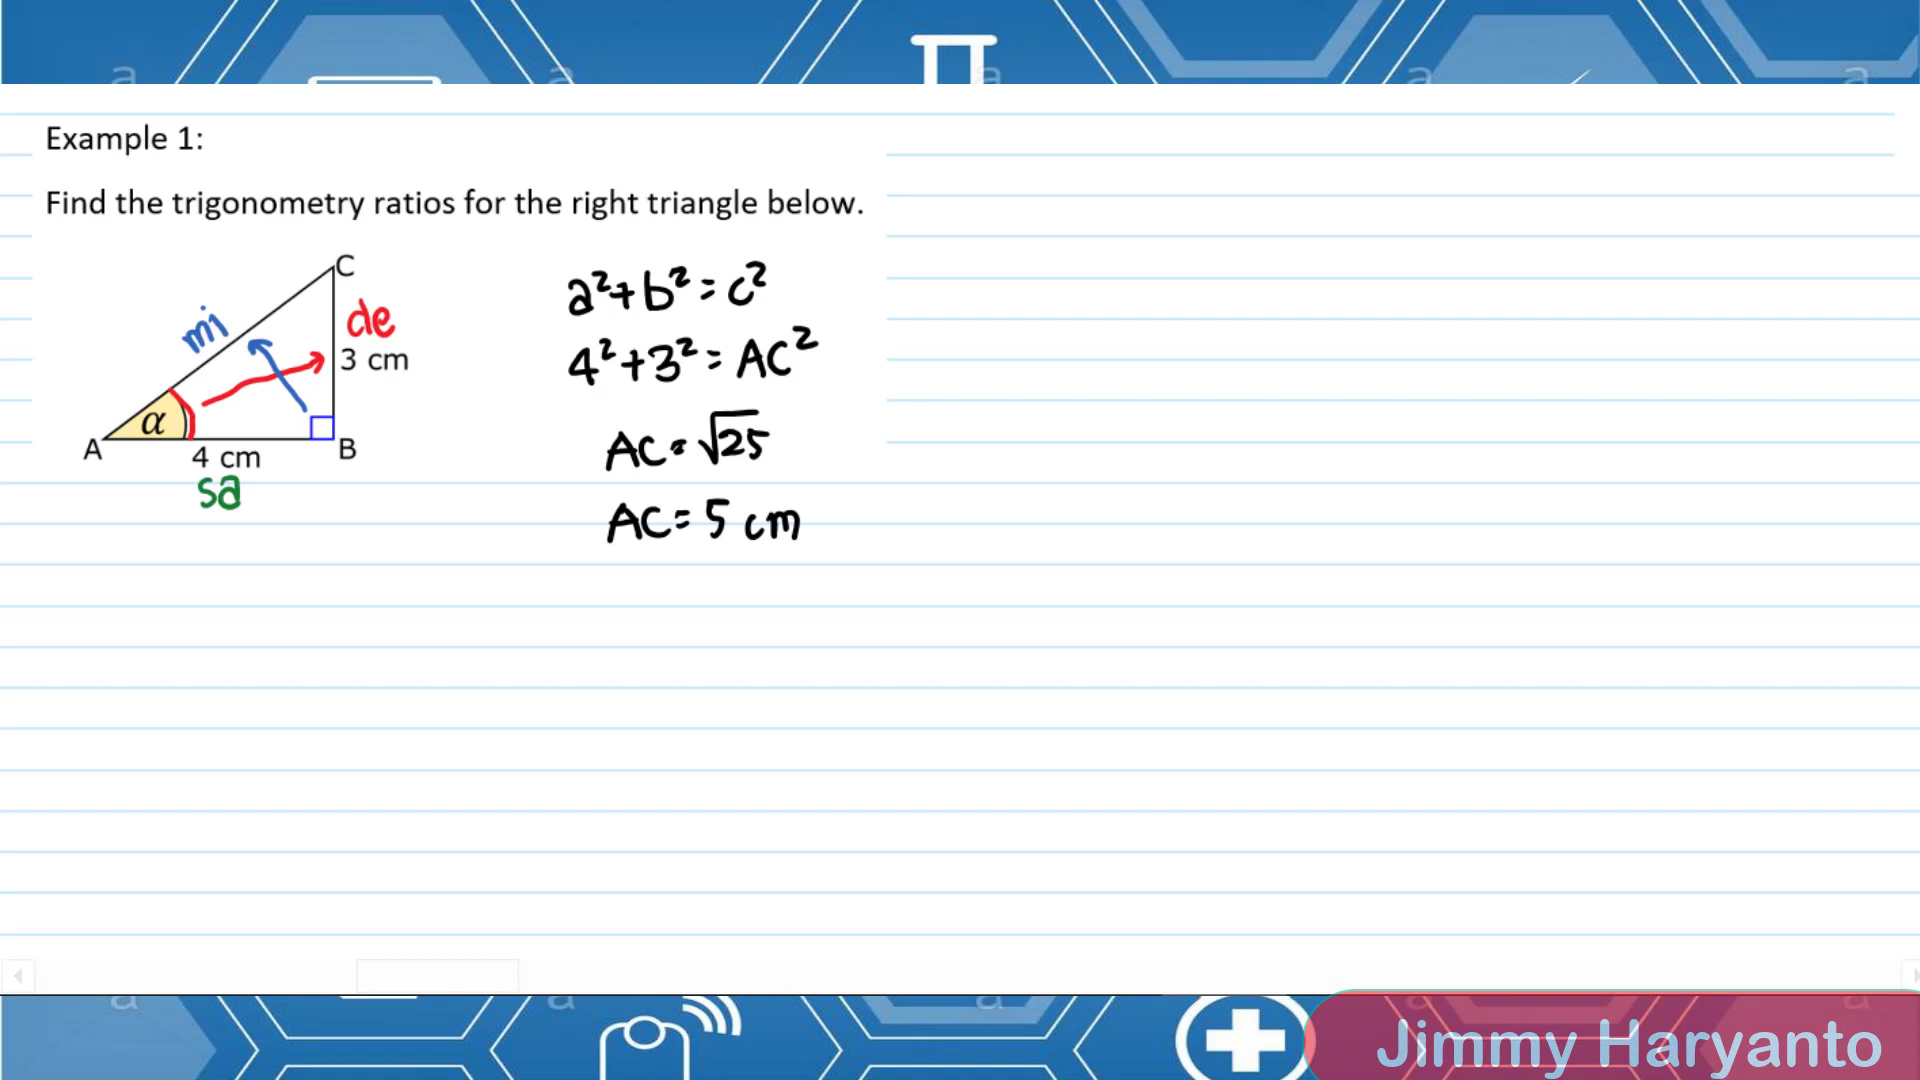 Example 1:
Find the trigonometry ratios for the right triangle below.
C
mi
de
3 cm
α
A
B
4 cm
sa
a²+b²=c²
4²+3²=AC²
AC=√25
AC=5 cm
a a a a a
a a a a a
Jimmy Haryanto